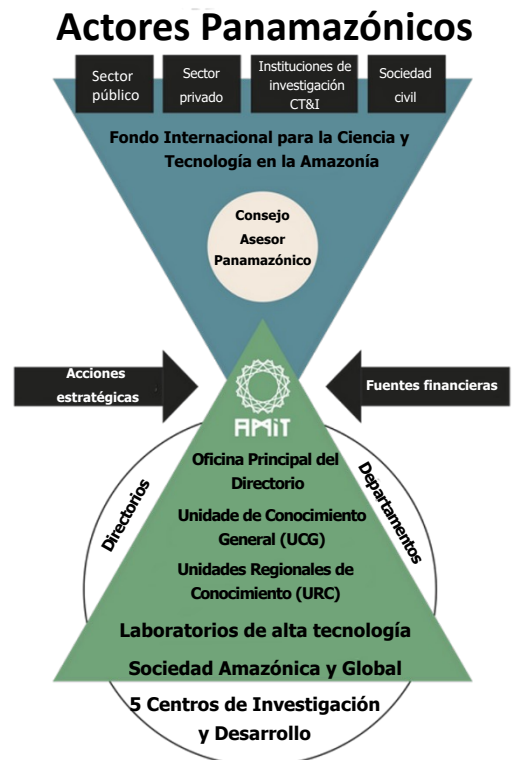 Actores Panamazónicos
Sector
público
Sector
privado
Instituciones de
investigación
CT&I
Sociedad
civil
Fondo Internacional para la Ciencia y
Tecnología en la Amazonía
Consejo
Asesor
Panamazónico
Acciones
estratégicas
Fuentes financieras
AMiT
Directorios
Departamentos
Oficina Principal del
Directorio
Unidade de Conocimiento
General (UCG)
Unidades Regionales de
Conocimiento (URC)
Laboratorios de alta tecnología
Sociedad Amazónica y Global
5 Centros de Investigación
y Desarrollo